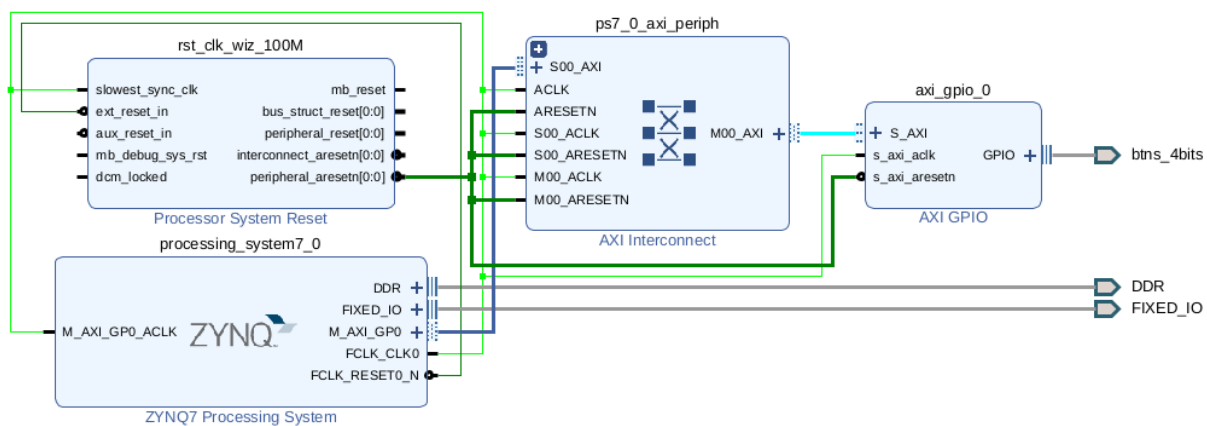 rst_clk_wiz_100M
slowest_sync_clk
mb_reset
ext_reset_in
bus_struct_reset[0:0]
aux_reset_in
peripheral_reset[0:0]
mb_debug_sys_rst
interconnect_aresetn[0:0]
dcm_locked
peripheral_aresetn[0:0]
Processor System Reset
ps7_0_axi_periph
S00_AXI
ACLK
ARESETN
S00_ACLK
M00_AXI
S00_ARESETN
M00_ACLK
M00_ARESETN
AXI Interconnect
axi_gpio_0
S_AXI
s_axi_aclk
GPIO
s_axi_aresetn
AXI GPIO
btns_4bits
processing_system7_0
DDR
FIXED_IO
M_AXI_GP0_ACLK
ZYNQ
M_AXI_GP0
FCLK_CLK0
FCLK_RESET0_N
ZYNQ7 Processing System
DDR
FIXED_IO